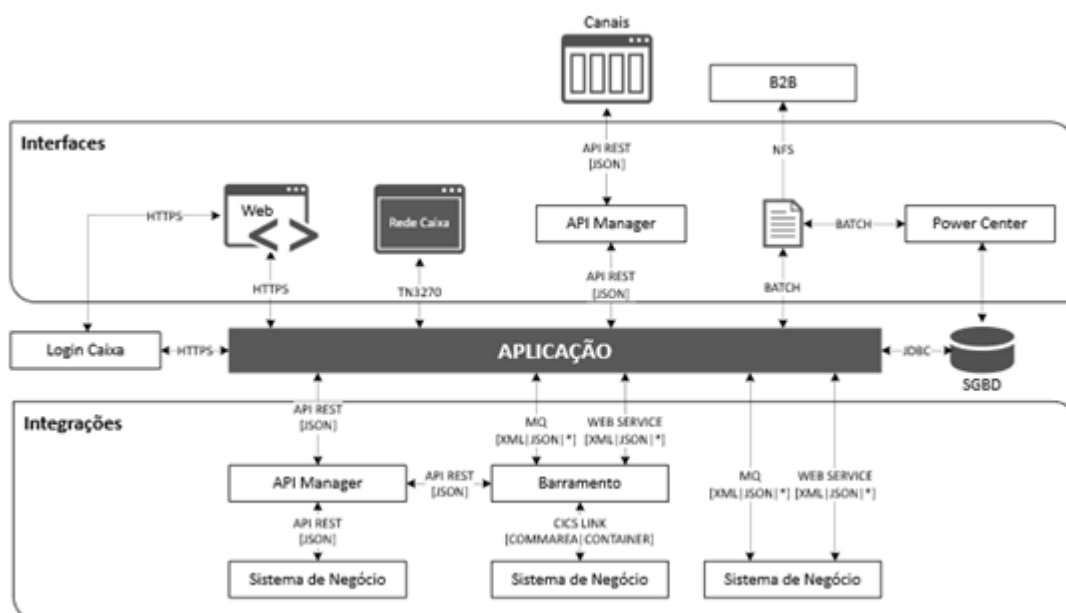 Canais
B2B
Interfaces
API REST
[JSON]
NFS
HTTPS
Web
Rede Caixa
API Manager
BATCH
Power Center
HTTPS
TN3270
API REST
[JSON]
BATCH
Login Caixa
HTTPS
APLICAÇÃO
JDBC
SGBD
Integrações
API REST
[JSON]
MQ
[XML|JSON|*]
WEB SERVICE
[XML|JSON|*]
MQ
[XML|JSON|*]
WEB SERVICE
[XML|JSON|*]
API Manager
API REST
[JSON]
Barramento
API REST
[JSON]
CICS LINK
[COMMAREA|CONTAINER]
Sistema de Negócio
Sistema de Negócio
Sistema de Negócio